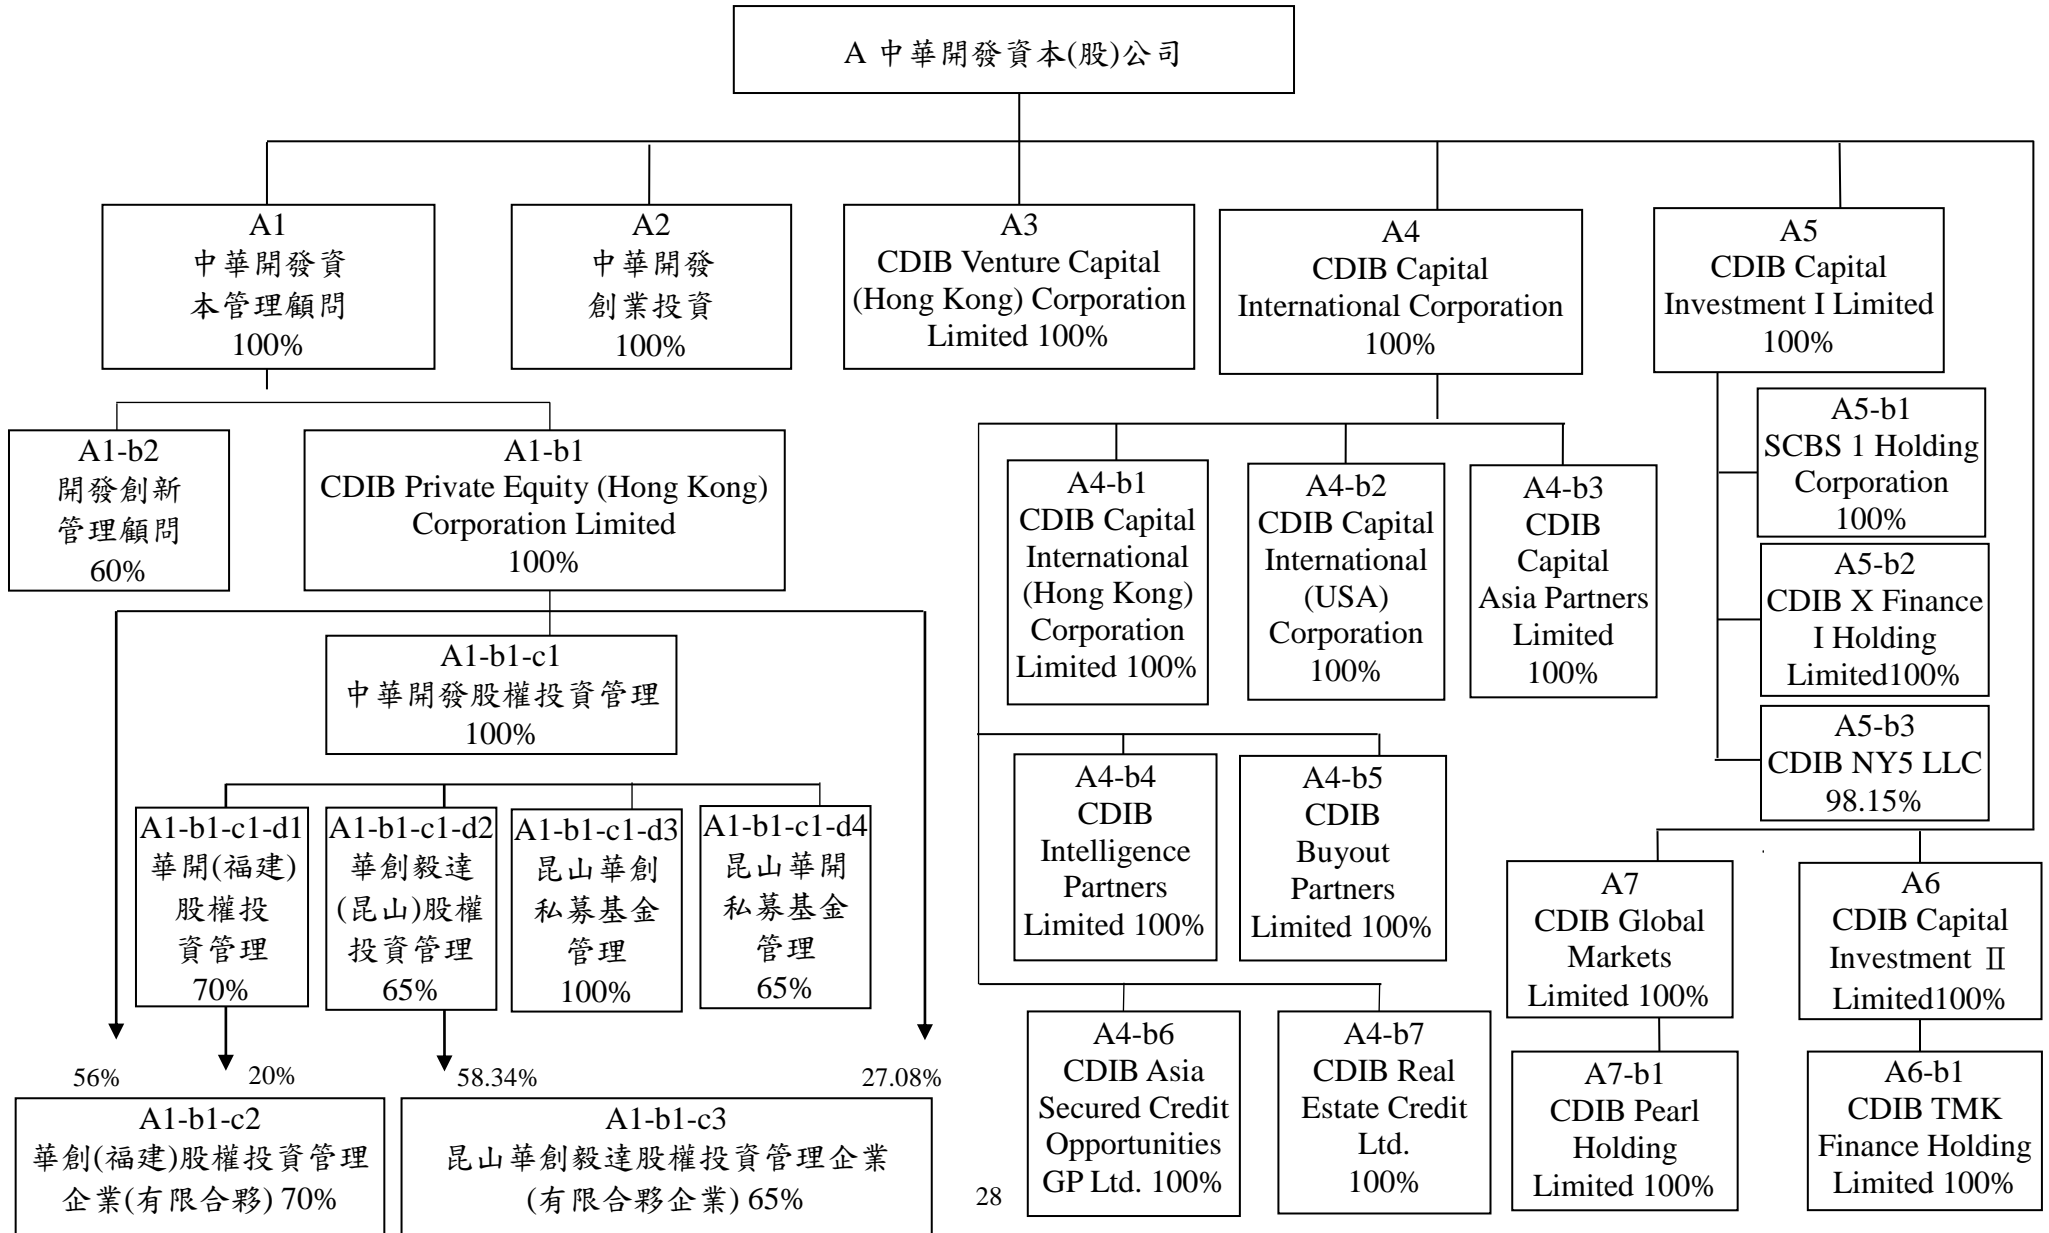 A 中華開發資本(股)公司
A1
中華開發資
本管理顧問
100%
A2
中華開發
創業投資
100%
A3
CDIB Venture Capital
(Hong Kong) Corporation
Limited 100%
A4
CDIB Capital
International Corporation
100%
A5
CDIB Capital
Investment I Limited
100%
A1-b2
開發創新
管理顧問
60%
A1-b1
CDIB Private Equity (Hong Kong)
Corporation Limited
100%
A4-b1
CDIB Capital
International
(Hong Kong)
Corporation
Limited 100%
A4-b2
CDIB Capital
International
(USA)
Corporation
100%
A4-b3
CDIB
Capital
Asia Partners
Limited
100%
A5-b1
SCBS 1 Holding
Corporation
100%
A5-b2
CDIB X Finance
I Holding
Limited100%
A5-b3
CDIB NY5 LLC
98.15%
A1-b1-c1
中華開發股權投資管理
100%
A1-b1-c1-d1
華開(福建)
股權投
資管理
70%
A1-b1-c1-d2
華創毅達
(昆山)股權
投資管理
65%
A1-b1-c1-d3
昆山華創
私募基金
管理
100%
A1-b1-c1-d4
昆山華開
私募基金
管理
65%
A4-b4
CDIB
Intelligence
Partners
Limited 100%
A4-b5
CDIB
Buyout
Partners
Limited 100%
A7
CDIB Global
Markets
Limited 100%
A6
CDIB Capital
Investment Ⅱ
Limited100%
56%
20%
58.34%
27.08%
A1-b1-c2
華創(福建)股權投資管理
企業(有限合夥) 70%
A1-b1-c3
昆山華創毅達股權投資管理企業
(有限合夥企業) 65%
A4-b6
CDIB Asia
Secured Credit
Opportunities
GP Ltd. 100%
A4-b7
CDIB Real
Estate Credit
Ltd.
100%
A7-b1
CDIB Pearl
Holding
Limited 100%
A6-b1
CDIB TMK
Finance Holding
Limited 100%
28